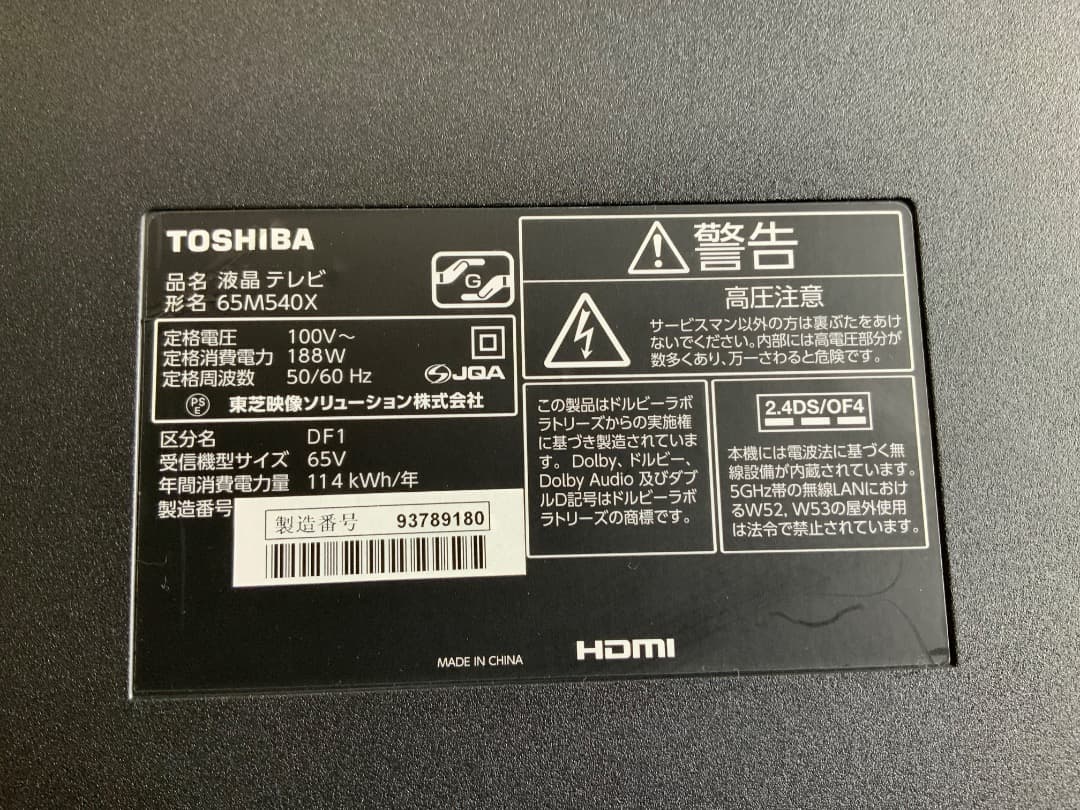 TOSHIBA
品名 液晶テレビ
形名 65M540X
G
定格電圧 100V～
定格消費電力 188W
定格周波数 50/60 Hz
JQA
PS
E
東芝映像ソリューション株式会社
区分名 DF1
受信機型サイズ 65V
年間消費電力量 114 kWh/年
製造番号
製造番号 93789180
警告
高圧注意
サービスマン以外の方は裏ぶたをあけ
ないでください。内部には高電圧部分が
数多くあり、万一さわると危険です。
この製品はドルビーラボ
ラトリーズからの実施権
に基づき製造されていま
す。Dolby、ドルビー、
Dolby Audio 及びダブ
ルD記号はドルビーラボ
ラトリーズの商標です。
2.4DS/OF4
本機には電波法に基づく無
線設備が内蔵されています。
5GHz帯の無線LANにおけ
るW52, W53の屋外使用
は法令で禁止されています。
MADE IN CHINA
HDMI